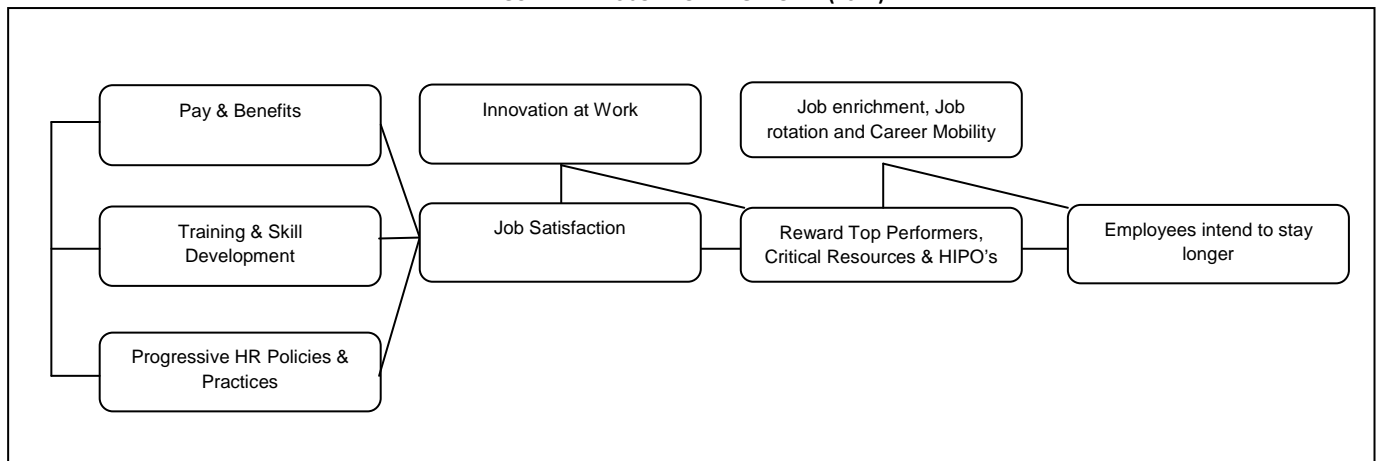 Pay & Benefits
Innovation at Work
Job enrichment, Job
rotation and Career Mobility
Training & Skill
Development
Job Satisfaction
Reward Top Performers,
Critical Resources & HIPO's
Employees intend to stay
longer
Progressive HR Policies &
Practices